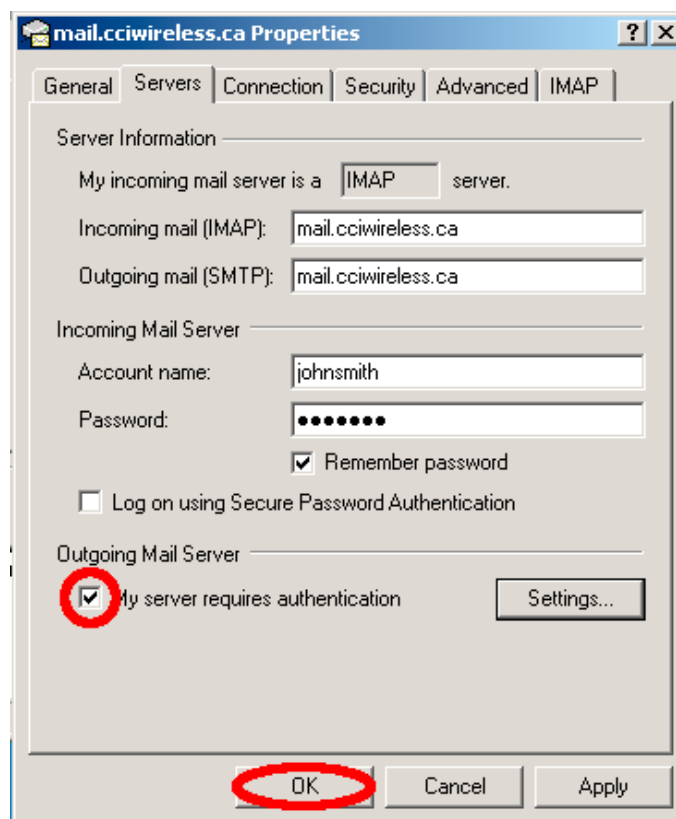 mail.cciwireless.ca Properties
General Servers Connection Security Advanced IMAP
Server Information
My incoming mail server is a IMAP server.
Incoming mail (IMAP): mail.cciwireless.ca
Outgoing mail (SMTP): mail.cciwireless.ca
Incoming Mail Server
Account name: johnsmith
Password: •••••••
Remember password
Log on using Secure Password Authentication
Outgoing Mail Server
My server requires authentication Settings...
OK Cancel Apply